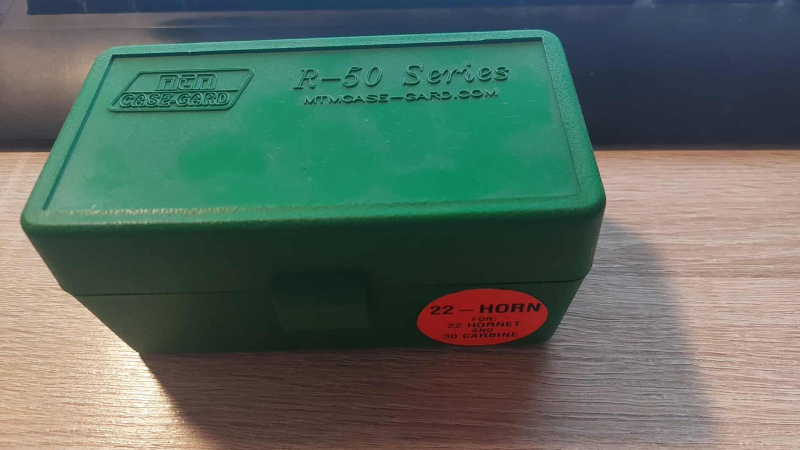 MTM
CASE-GARD
R-50 Series
MTMCASE-GARD.COM
22-HORN
FOR:
22 HORNET
AND
30 CARBINE